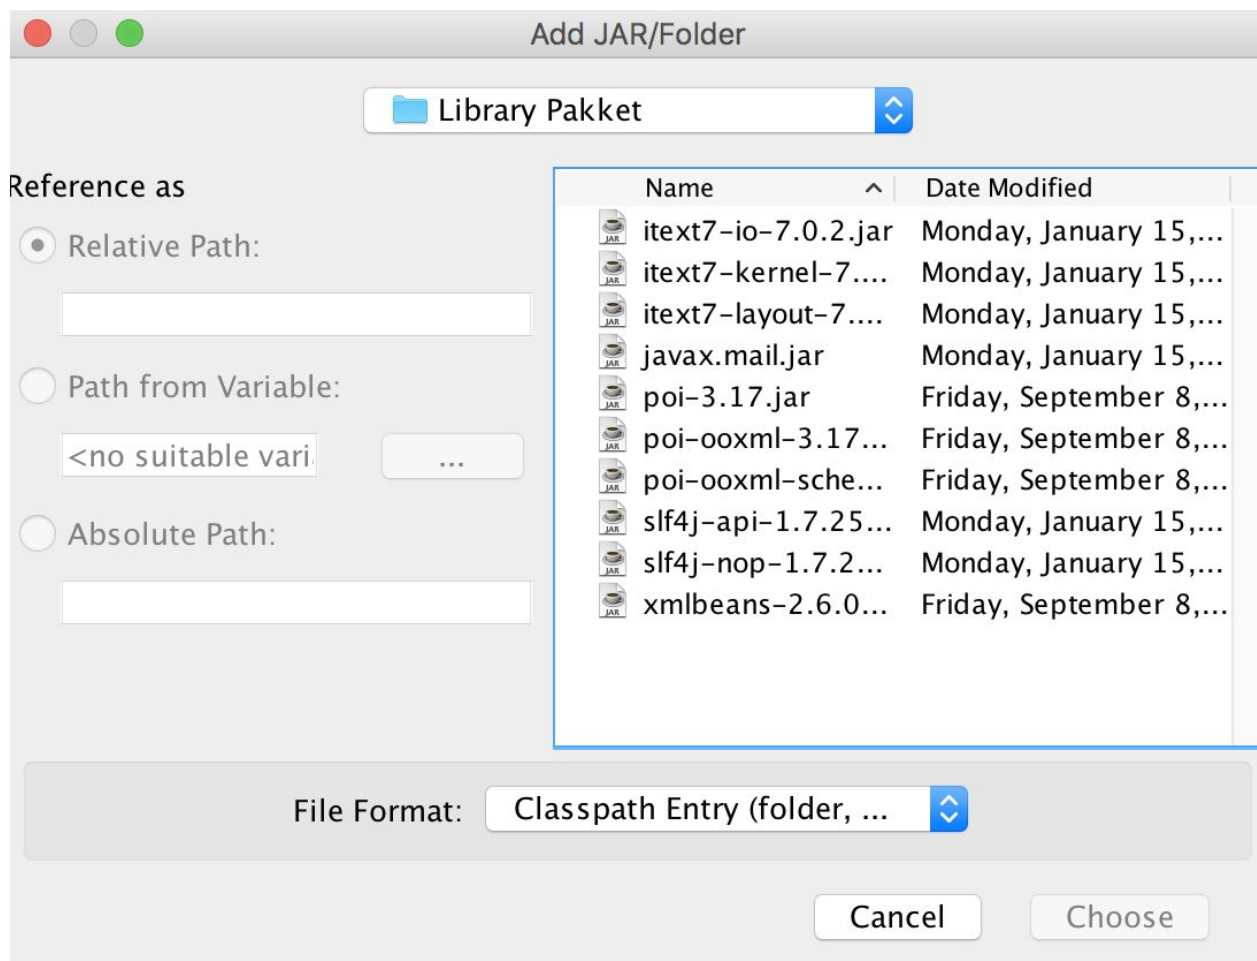 Add JAR/Folder
Library Pakket
Reference as
Relative Path:
Path from Variable:
<no suitable vari
...
Absolute Path:
Name Date Modified
itext7-io-7.0.2.jar Monday, January 15,...
itext7-kernel-7.... Monday, January 15,...
itext7-layout-7.... Monday, January 15,...
javax.mail.jar Monday, January 15,...
poi-3.17.jar Friday, September 8,...
poi-ooxml-3.17... Friday, September 8,...
poi-ooxml-sche... Friday, September 8,...
slf4j-api-1.7.25... Monday, January 15,...
slf4j-nop-1.7.2... Monday, January 15,...
xmlbeans-2.6.0... Friday, September 8,...
File Format: Classpath Entry (folder, ...
Cancel Choose